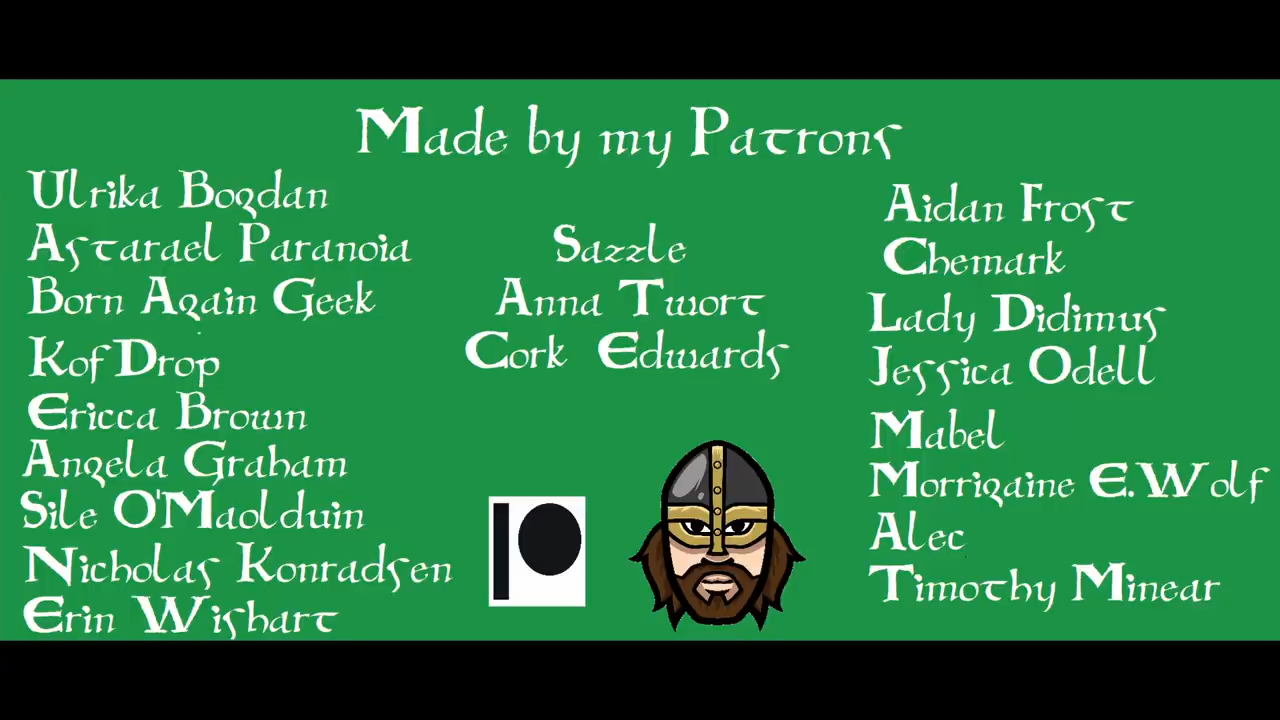 Made by my Patrons
Ulrika Bogdan
Astarael Paranoia
Born Again Geek
Kof Drop
Ericca Brown
Angela Graham
Sile O'Maolduin
Nicholas Konradsen
Erin Wishart
Sazzle
Anna Twort
Cork Edwards
Aidan Frost
Chemark
Lady Didimus
Jessica Odell
Mabel
Morrigaine E.Wolf
Alec
Timothy Minear